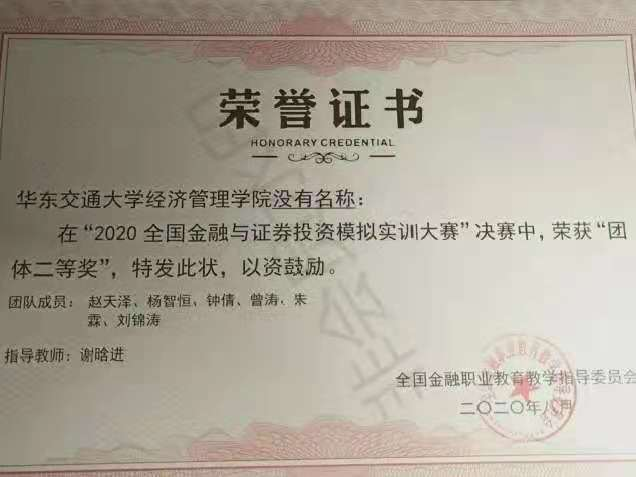 荣誉证书
HONORARY CREDENTIAL
华东交通大学经济管理学院没有名称：
在“2020 全国金融与证券投资模拟实训大赛”决赛中，荣获“团
体二等奖”，特发此状，以资鼓励。
团队成员： 赵天泽、杨智恒、钟倩、曾涛、朱
霖、刘锦涛
指导教师：谢晗进
全国金融职业教育教学指导委员会
二〇二〇年八月